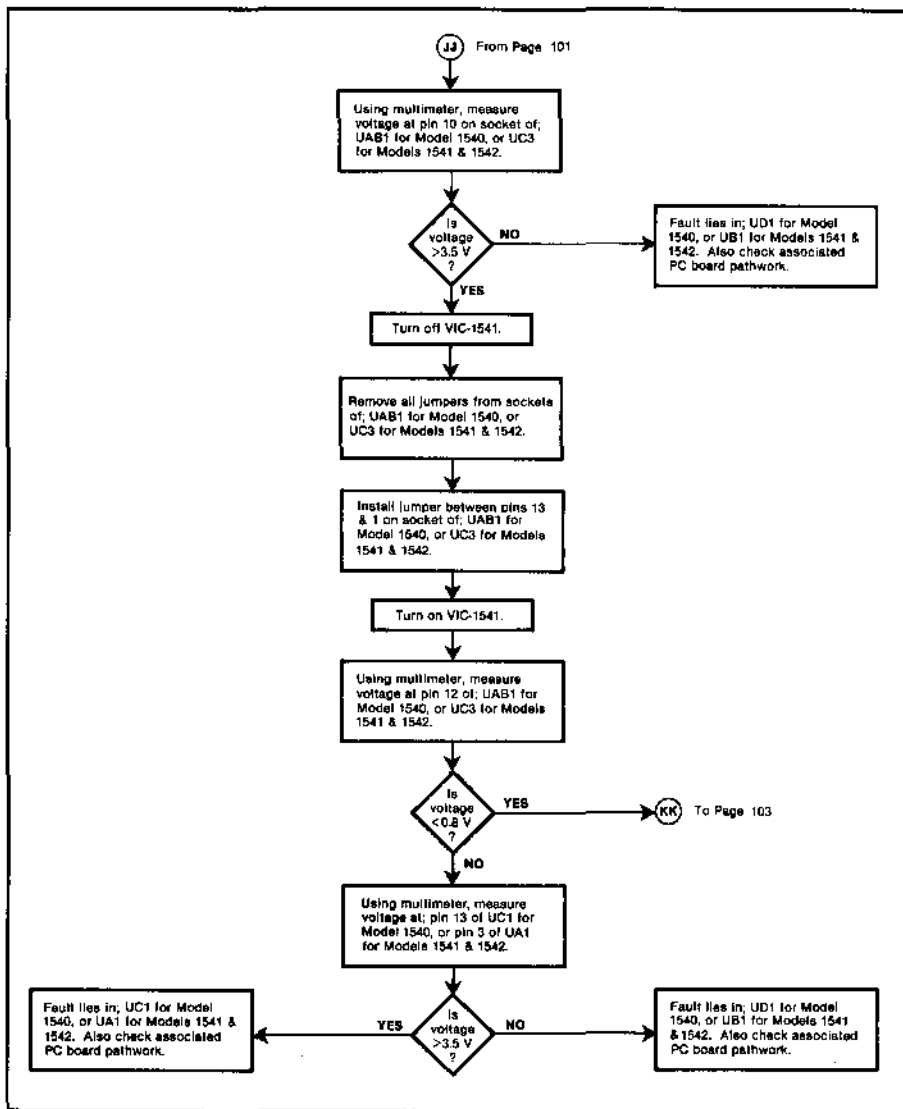 JJ From Page 101
Using multimeter, measure
voltage at pin 10 on socket of;
UAB1 for Model 1540, or UC3
for Models 1541 & 1542.
Is
voltage
>3.5 V
?
NO
Fault lies in; UD1 for Model
1540, or UB1 for Models 1541 &
1542. Also check associated
PC board pathwork.
YES
Turn off VIC-1541.
Remove all jumpers from sockets
of; UAB1 for Model 1540, or
UC3 for Models 1541 & 1542.
Install jumper between pins 13
& 1 on socket of; UAB1 for
Model 1540, or UC3 for Models
1541 & 1542.
Turn on VIC-1541.
Using multimeter, measure
voltage at pin 12 of; UAB1 for
Model 1540, or UC3 for Models
1541 & 1542.
Is
voltage
<0.8 V
?
YES
KK To Page 103
NO
Using multimeter, measure
voltage at; pin 13 of UC1 for
Model 1540, or pin 3 of UA1
for Models 1541 & 1542.
Is
voltage
>3.5 V
?
YES
Fault lies in; UC1 for Model
1540, or UA1 for Models 1541 &
1542. Also check associated
PC board pathwork.
NO
Fault lies in; UD1 for Model
1540, or UB1 for Models 1541
& 1542. Also check associated
PC board pathwork.